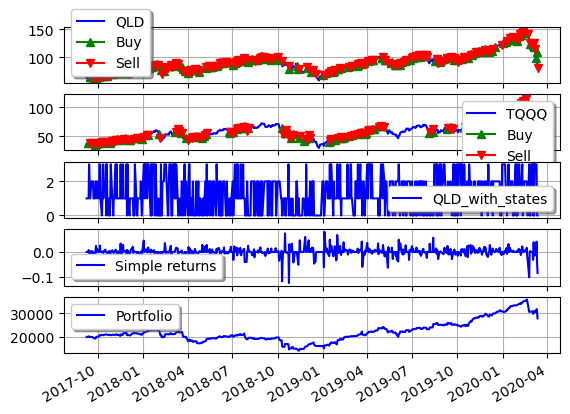 150
100
QLD
Buy
Sell
100
50
TQQQ
Buy
Sell
2
0
QLD_with_states
0.0
−0.1
Simple returns
30000
20000
Portfolio
2017-10 2018-01 2018-04 2018-07 2018-10 2019-01 2019-04 2019-07 2019-10 2020-01 2020-04